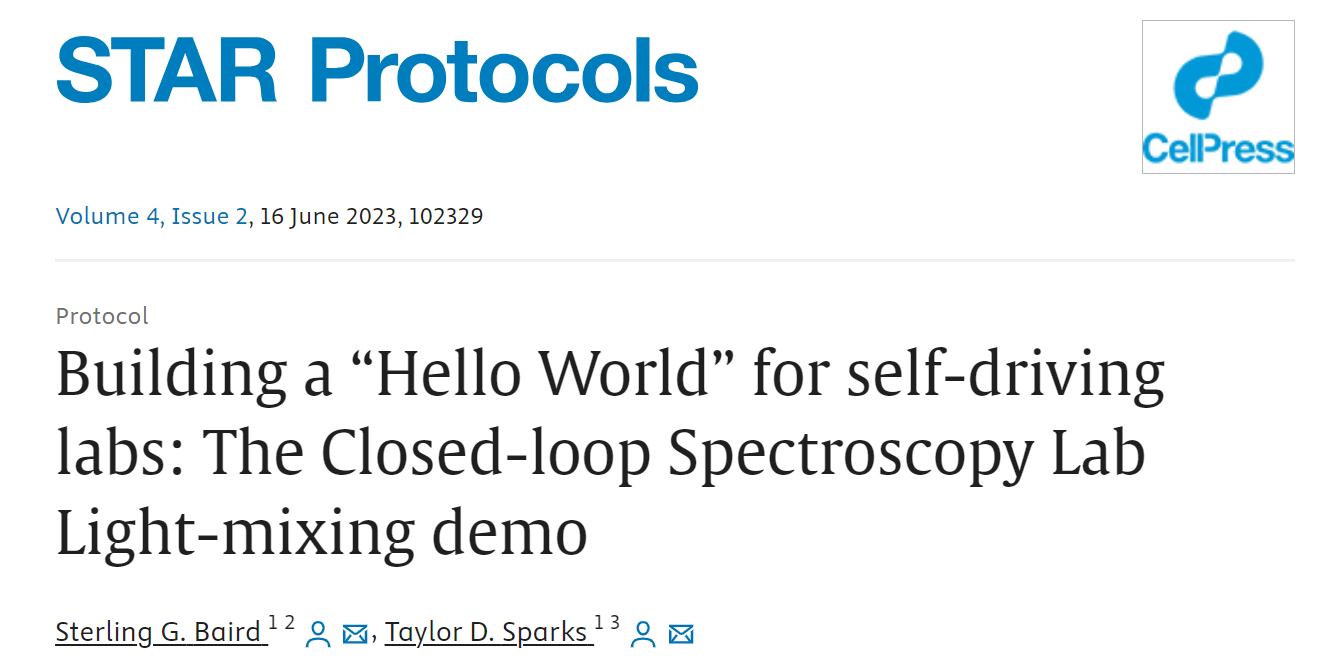 STAR Protocols
CellPress
Volume 4, Issue 2, 16 June 2023, 102329
Protocol
Building a “Hello World” for self-driving
labs: The Closed-loop Spectroscopy Lab
Light-mixing demo
Sterling G. Baird 1 2, Taylor D. Sparks 1 3